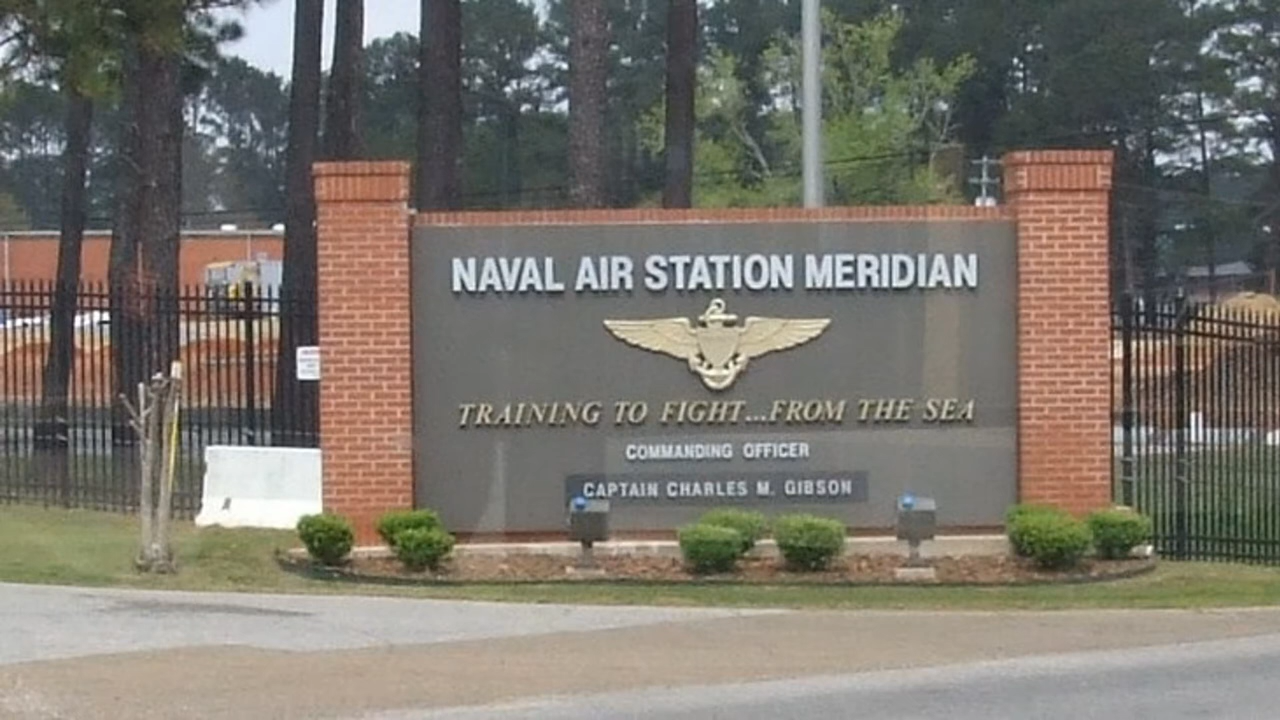 NAVAL AIR STATION MERIDIAN
TRAINING TO FIGHT...FROM THE SEA
COMMANDING OFFICER
CAPTAIN CHARLES M. GIBSON